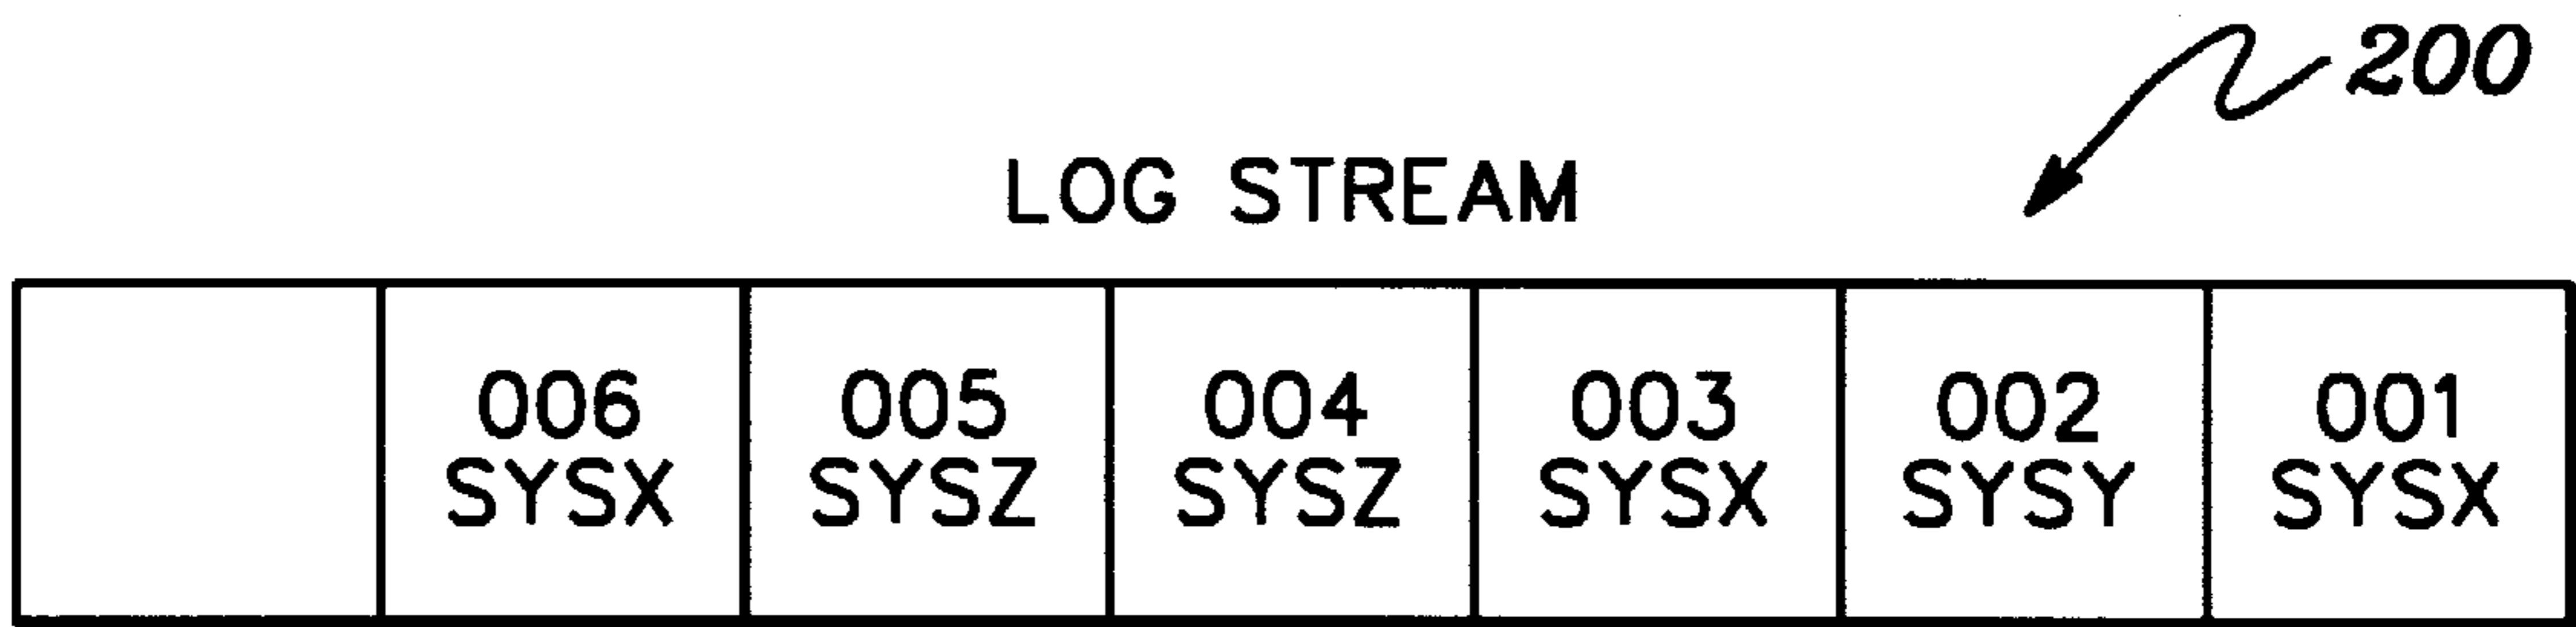 200
LOG STREAM
006 005 004 003 002 001
SYSX SYSZ SYSZ SYSX SYSY SYSX